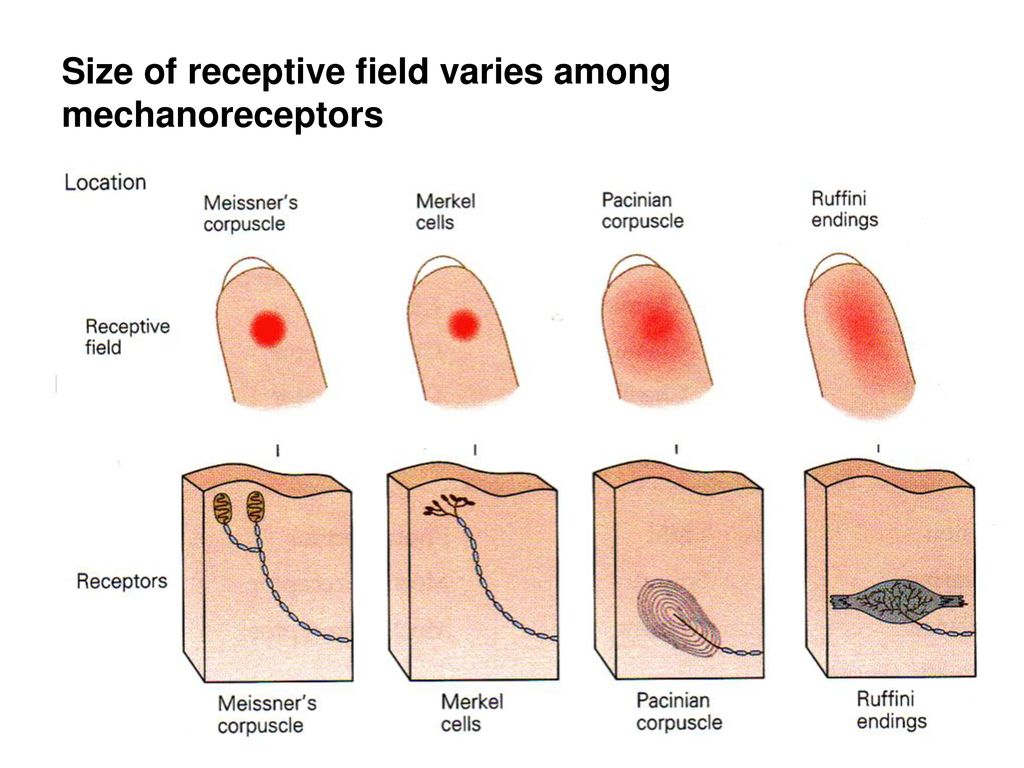 Size of receptive field varies among
mechanoreceptors
Location
Meissner's
corpuscle
Merkel
cells
Pacinian
corpuscle
Ruffini
endings
Receptive
field
Receptors
Meissner's
corpuscle
Merkel
cells
Pacinian
corpuscle
Ruffini
endings